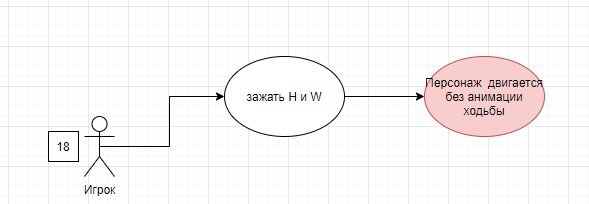 зажать H и W
Персонаж двигается
без анимации
ходьбы
18
Игрок